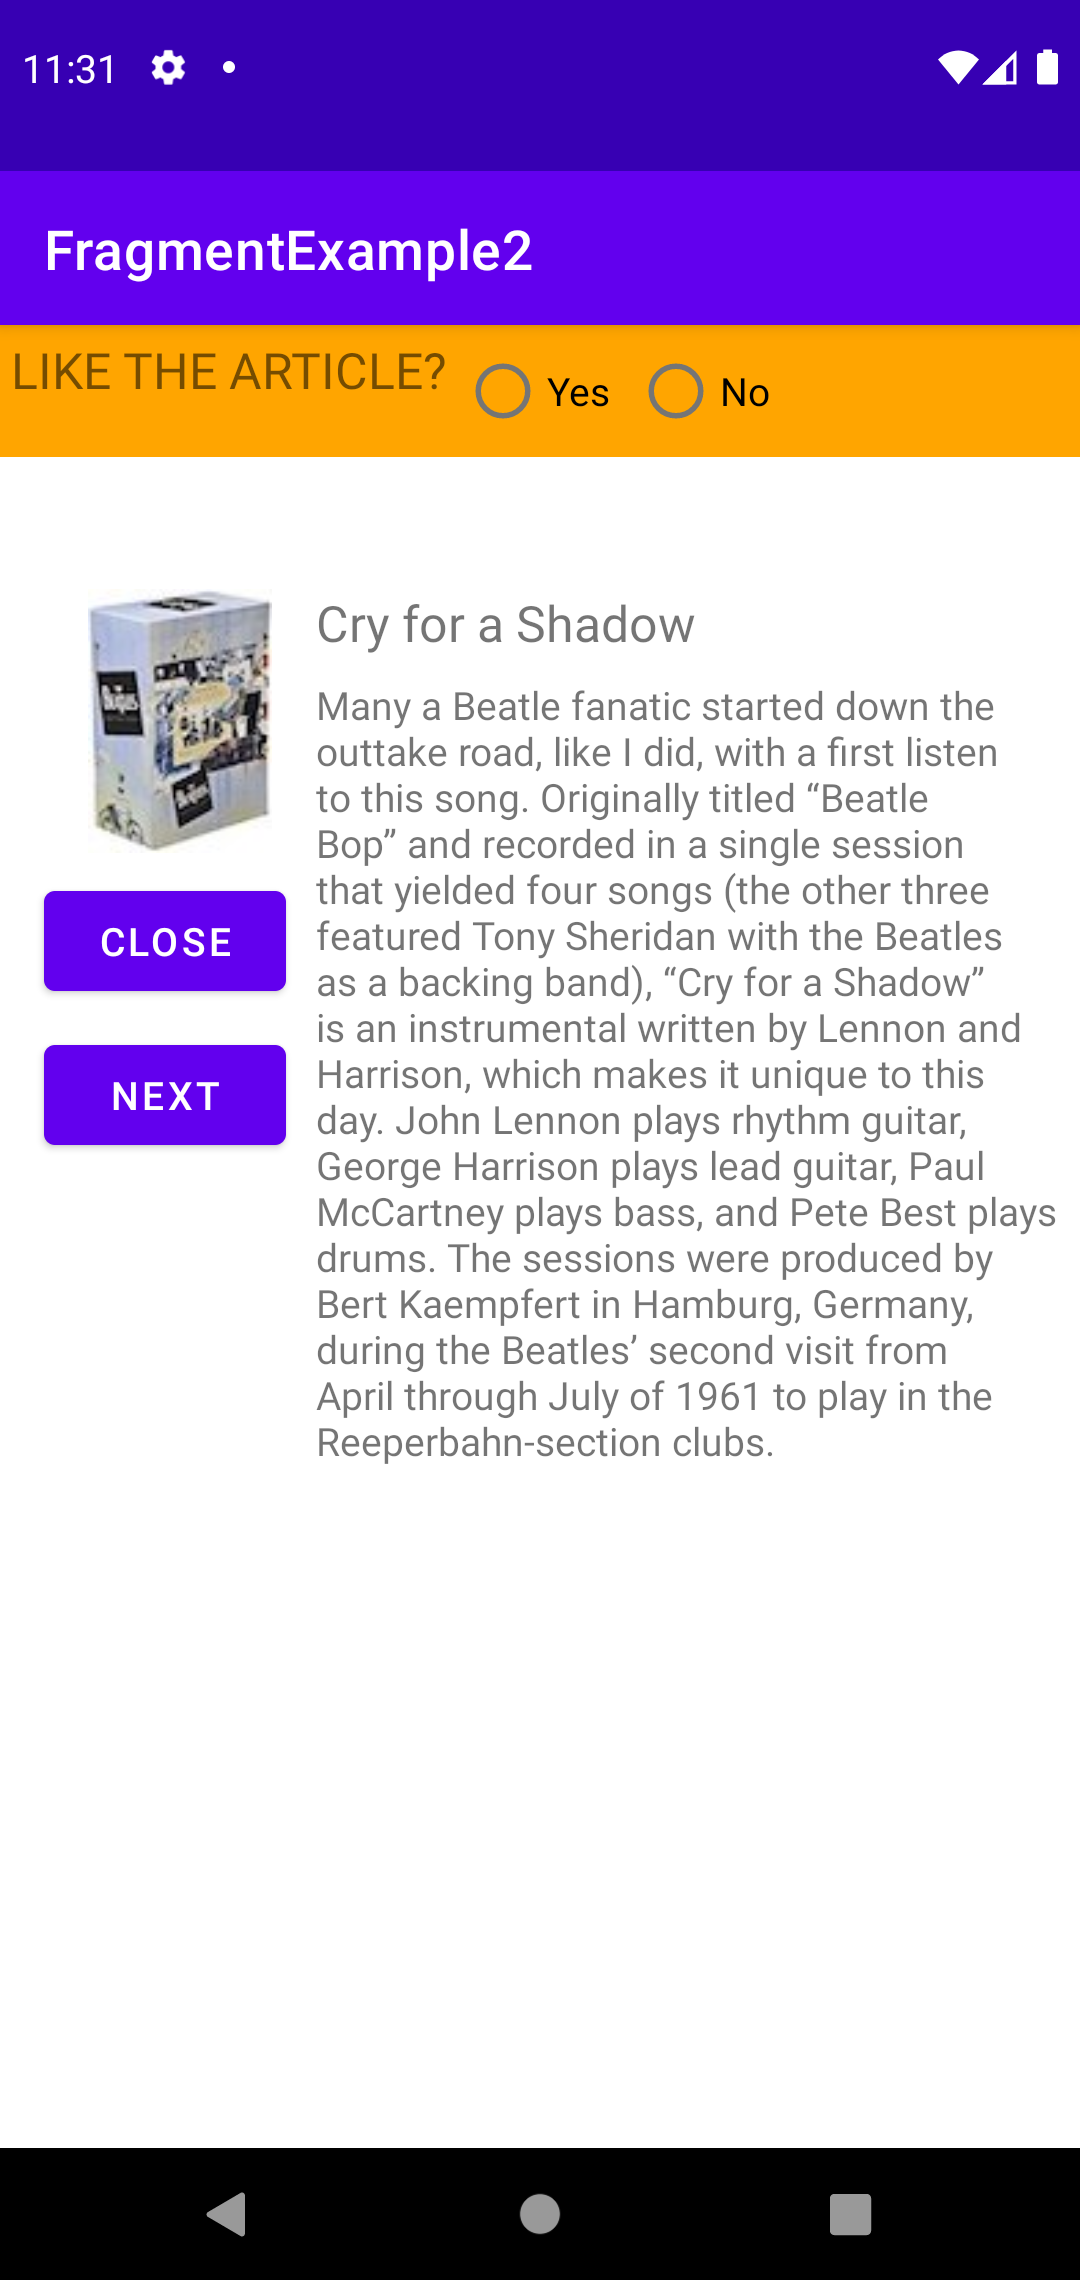 11:31
FragmentExample2
LIKE THE ARTICLE?
Yes
No
Cry for a Shadow
Many a Beatle fanatic started down the
outtake road, like I did, with a first listen
to this song. Originally titled “Beatle
Bop” and recorded in a single session
that yielded four songs (the other three
featured Tony Sheridan with the Beatles
as a backing band), “Cry for a Shadow”
is an instrumental written by Lennon and
Harrison, which makes it unique to this
day. John Lennon plays rhythm guitar,
George Harrison plays lead guitar, Paul
McCartney plays bass, and Pete Best plays
drums. The sessions were produced by
Bert Kaempfert in Hamburg, Germany,
during the Beatles’ second visit from
April through July of 1961 to play in the
Reeperbahn-section clubs.
CLOSE
NEXT